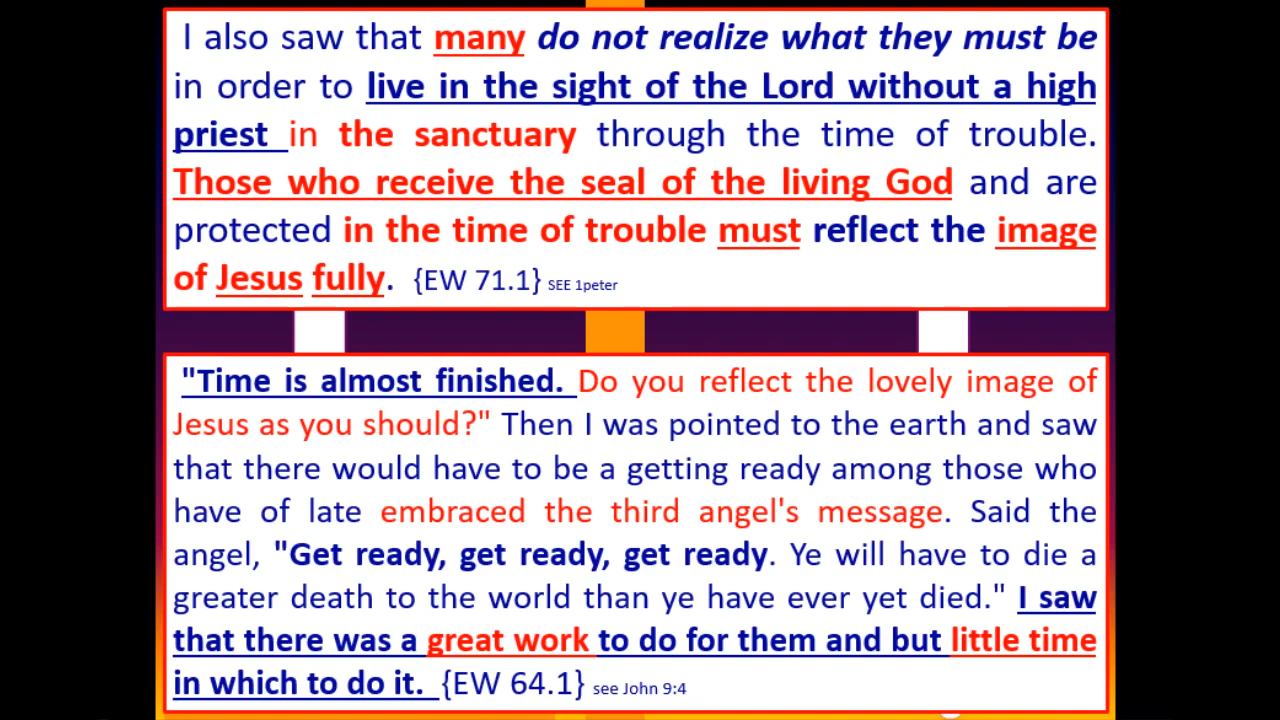 I also saw that many do not realize what they must be
in order to live in the sight of the Lord without a high
priest in the sanctuary through the time of trouble.
Those who receive the seal of the living God and are
protected in the time of trouble must reflect the image
of Jesus fully. {EW 71.1} SEE 1peter
"Time is almost finished. Do you reflect the lovely image of
Jesus as you should?" Then I was pointed to the earth and saw
that there would have to be a getting ready among those who
have of late embraced the third angel's message. Said the
angel, "Get ready, get ready, get ready. Ye will have to die a
greater death to the world than ye have ever yet died." I saw
that there was a great work to do for them and but little time
in which to do it. {EW 64.1} see John 9:4